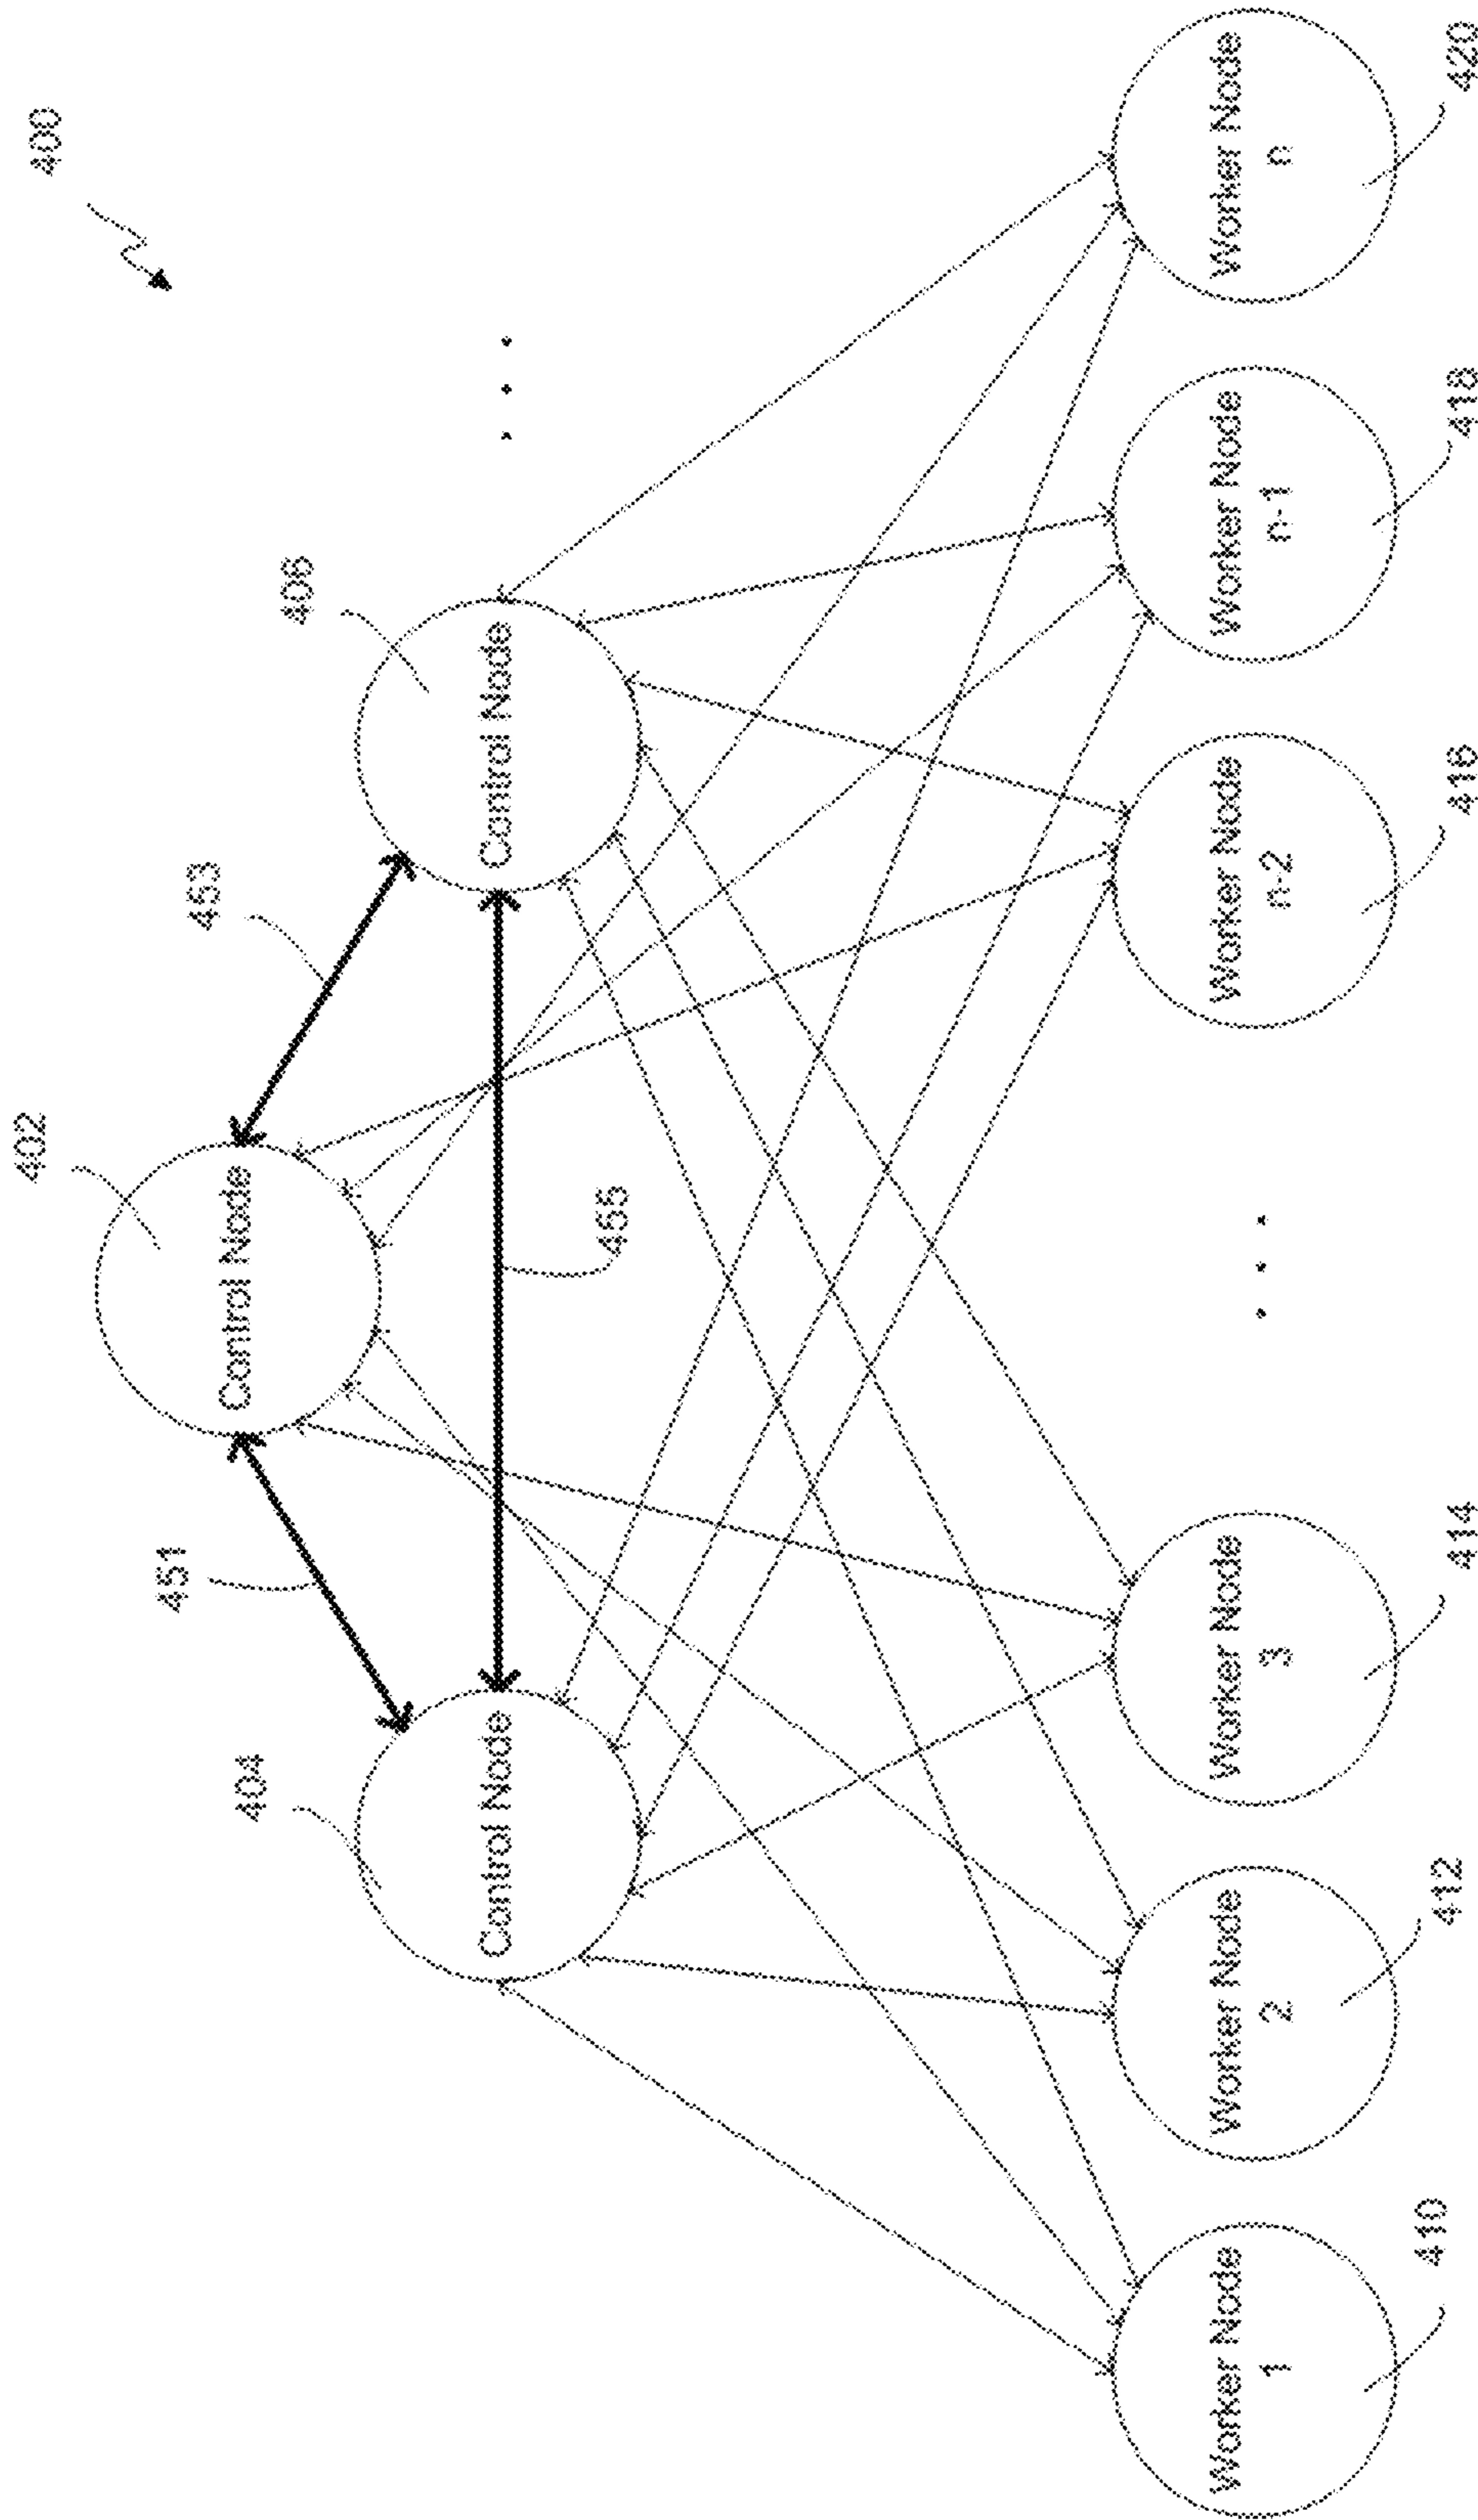 400
402
451
453
404
406
Control Node
Control Node
Control Node
455
. . .
Worker Node
1
Worker Node
2
Worker Node
3
. . .
Worker Node
n-2
Worker Node
n-1
Worker Node
n
410
412
414
416
418
420